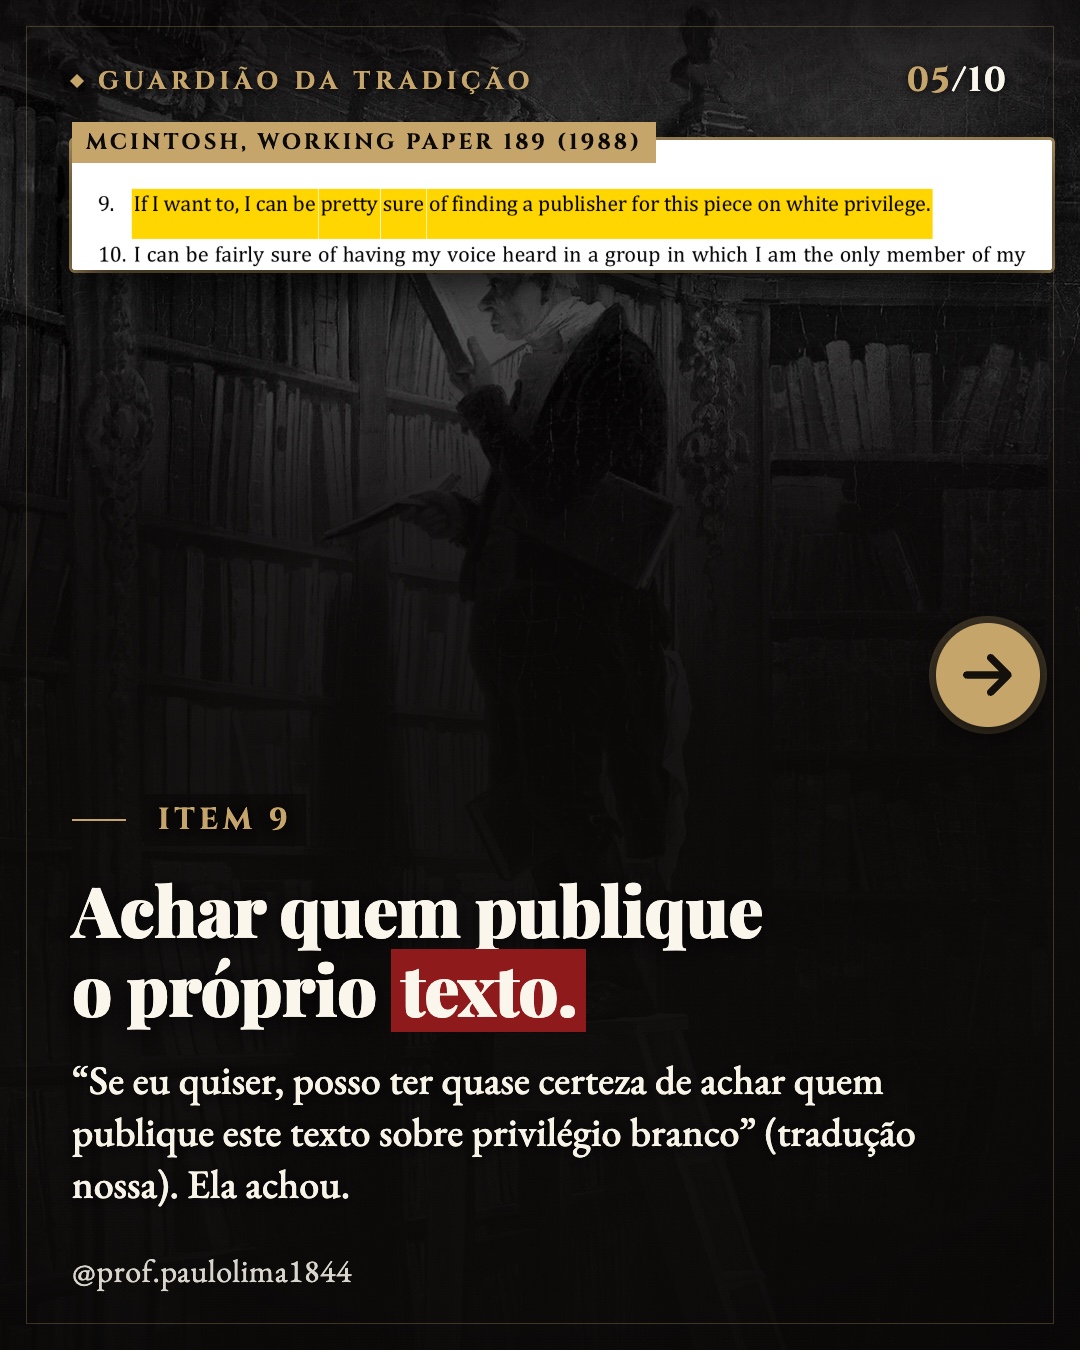 ◆ GUARDIÃO DA TRADIÇÃO
05/10
MCINTOSH, WORKING PAPER 189 (1988)
9. If I want to, I can be pretty sure of finding a publisher for this piece on white privilege.
10. I can be fairly sure of having my voice heard in a group in which I am the only member of my
ITEM 9
Achar quem publique
o próprio texto.
“Se eu quiser, posso ter quase certeza de achar quem
publique este texto sobre privilégio branco” (tradução
nossa). Ela achou.
@prof.paulolima1844